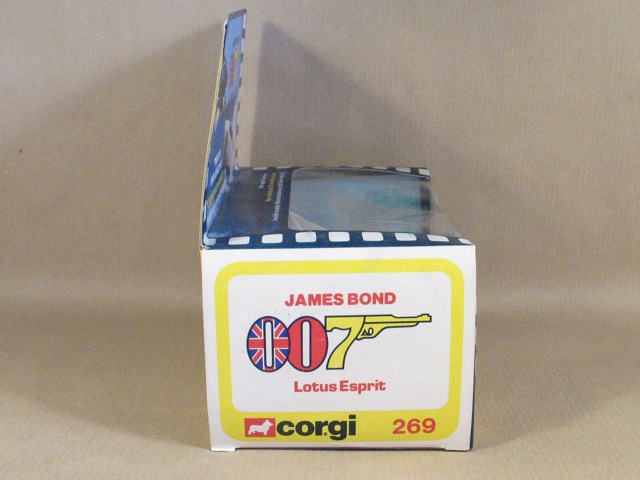 JAMES BOND
007
Lotus Esprit
corgi 269